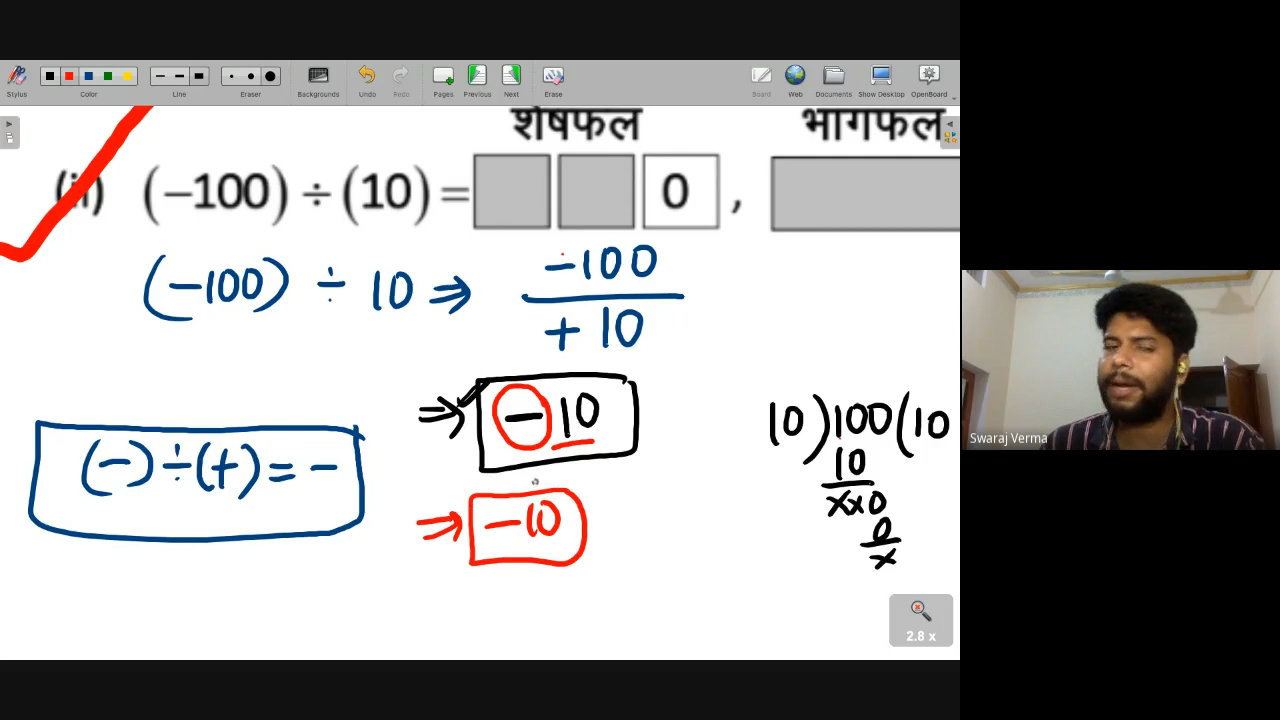 Stylus Color Line Eraser Backgrounds Undo Redo Pages Previous Next Erase Board Web Documents Show Desktop OpenBoard
शेषफल भागफल
(ii) (−100) ÷ (10) = 0 ,
(−100) ÷ 10 ⇒ −100
+ 10
⇒ −10
10)100(10
Swaraj Verma
10
(−) ÷ (+) = −
xx0
⇒ −10
0
x
2.8 x